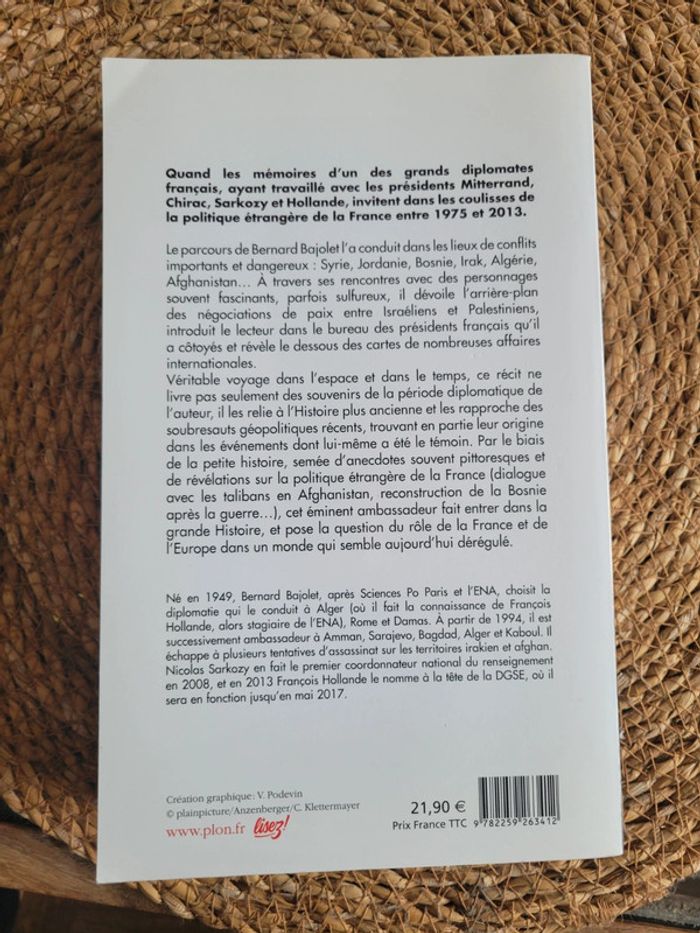 Quand les mémoires d'un des grands diplomates
français, ayant travaillé avec les présidents Mitterrand,
Chirac, Sarkozy et Hollande, invitent dans les coulisses de
la politique étrangère de la France entre 1975 et 2013.
Le parcours de Bernard Bajolet l'a conduit dans les lieux de conflits
importants et dangereux : Syrie, Jordanie, Bosnie, Irak, Algérie,
Afghanistan... À travers ses rencontres avec des personnages
souvent fascinants, parfois sulfureux, il dévoile l'arrière-plan
des négociations de paix entre Israéliens et Palestiniens,
introduit le lecteur dans le bureau des présidents français qu'il
a côtoyés et révèle le dessous des cartes de nombreuses affaires
internationales.
Véritable voyage dans l'espace et dans le temps, ce récit ne
livre pas seulement des souvenirs de la période diplomatique de
l'auteur, il les relie à l'Histoire plus ancienne et les rapproche des
soubresauts géopolitiques récents, trouvant en partie leur origine
dans les événements dont lui-même a été le témoin. Par le biais
de la petite histoire, semée d'anecdotes souvent pittoresques et
de révélations sur la politique étrangère de la France (dialogue
avec les talibans en Afghanistan, reconstruction de la Bosnie
après la guerre...), cet éminent ambassadeur fait entrer dans la
grande Histoire, et pose la question du rôle de la France et de
l'Europe dans un monde qui semble aujourd'hui dérégulé.
Né en 1949, Bernard Bajolet, après Sciences Po Paris et l'ENA, choisit la
diplomatie qui le conduit à Alger (où il fait la connaissance de François
Hollande, alors stagiaire de l'ENA), Rome et Damas. À partir de 1994, il est
successivement ambassadeur à Amman, Sarajevo, Bagdad, Alger et Kaboul. Il
échappe à plusieurs tentatives d'assassinat sur les territoires irakien et afghan.
Nicolas Sarkozy en fait le premier coordonnateur national du renseignement
en 2008, et en 2013 François Hollande le nomme à la tête de la DGSE, où il
sera en fonction jusqu'en mai 2017.
Création graphique : V. Podevin
© plainpicture/Anzenberger/C. Klettermayer
www.plon.fr lisez!
21,90 €
Prix France TTC
9 782259 263412